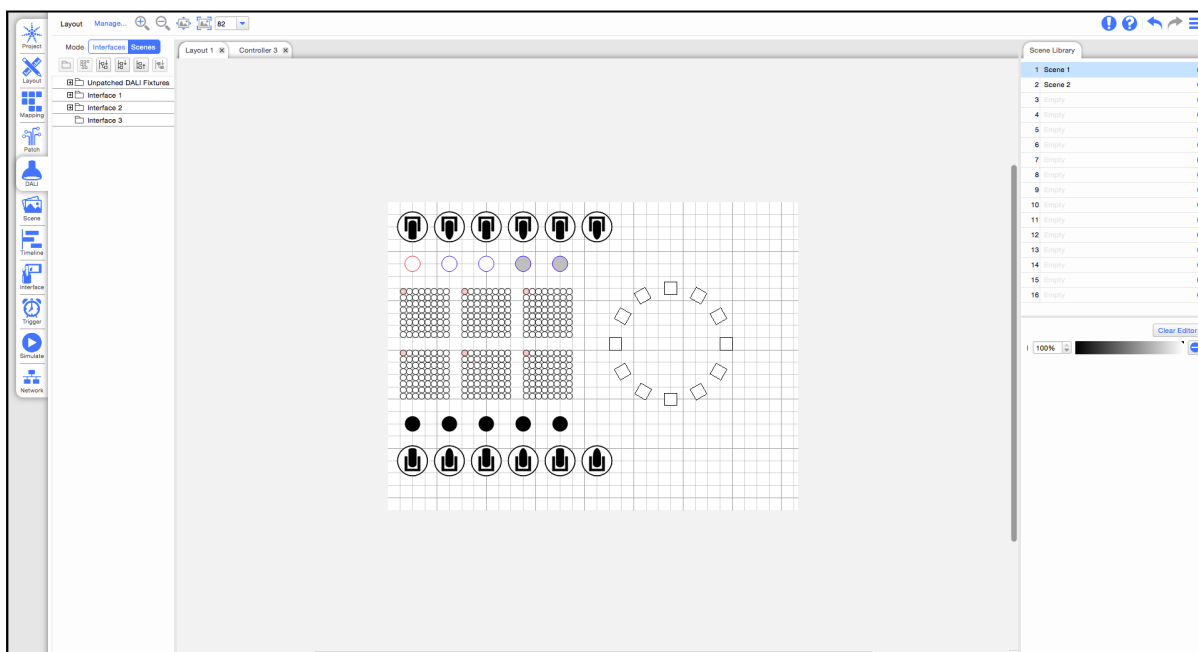 Layout Manage... 82
Project
Mode Interfaces Scenes
Layout 1 Controller 3 Scene Library
Layout
Unpatched DALI Fixtures
Interface 1
Interface 2
Interface 3
Mapping
Patch
DALI
Scene
Timeline
Interface
Trigger
Simulate
Network
1 Scene 1
2 Scene 2
3 Empty
4 Empty
5 Empty
6 Empty
7 Empty
8 Empty
9 Empty
10 Empty
11 Empty
12 Empty
13 Empty
14 Empty
15 Empty
16 Empty
Clear Editor
I 100%